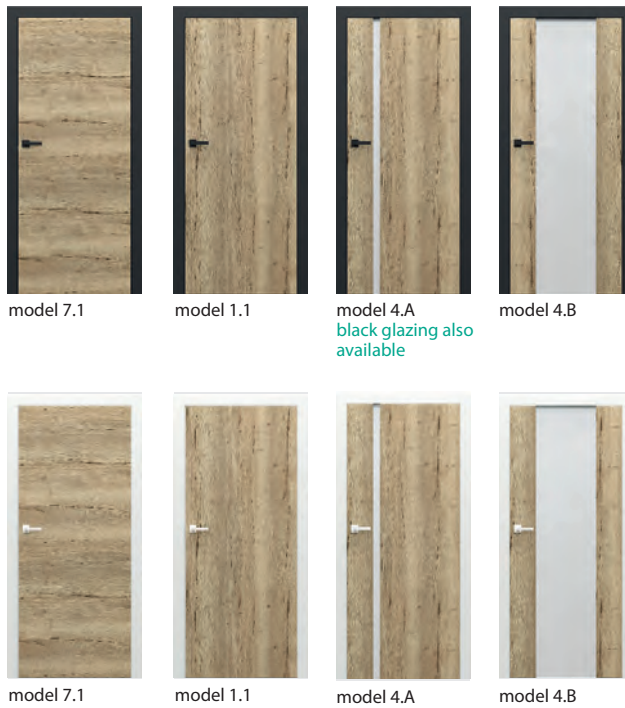 model 7.1
model 1.1
model 4.A
black glazing also
available
model 4.B
model 7.1
model 1.1
model 4.A
model 4.B